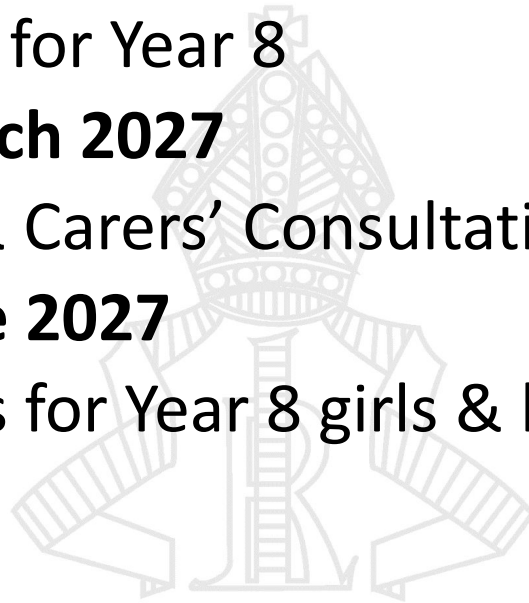 for Year 8
ch 2027
Carers’ Consultati
2027
for Year 8 girls &